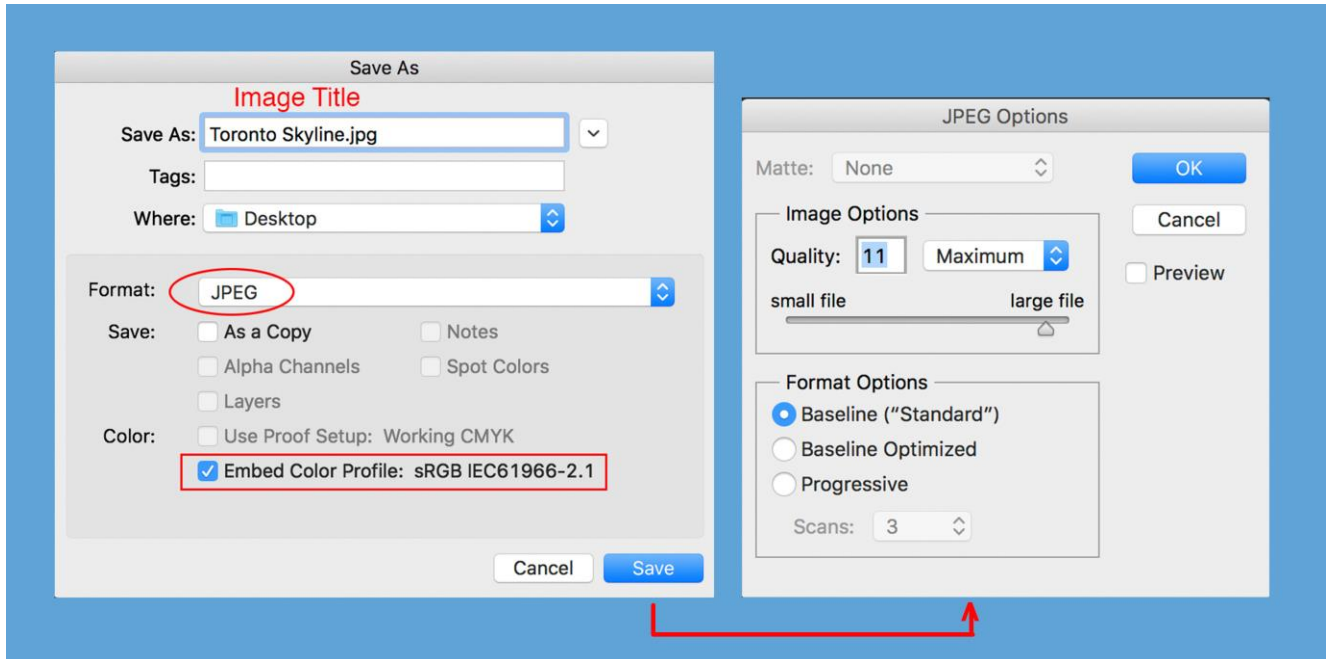 Save As
Image Title
Save As: Toronto Skyline.jpg
Tags:
Where: Desktop
Format: JPEG
Save: As a Copy Notes
Alpha Channels Spot Colors
Layers
Color: Use Proof Setup: Working CMYK
Embed Color Profile: sRGB IEC61966-2.1
Cancel Save
JPEG Options
Matte: None OK
Image Options Cancel
Quality: 11 Maximum Preview
small file large file
Format Options
Baseline (“Standard”)
Baseline Optimized
Progressive
Scans: 3